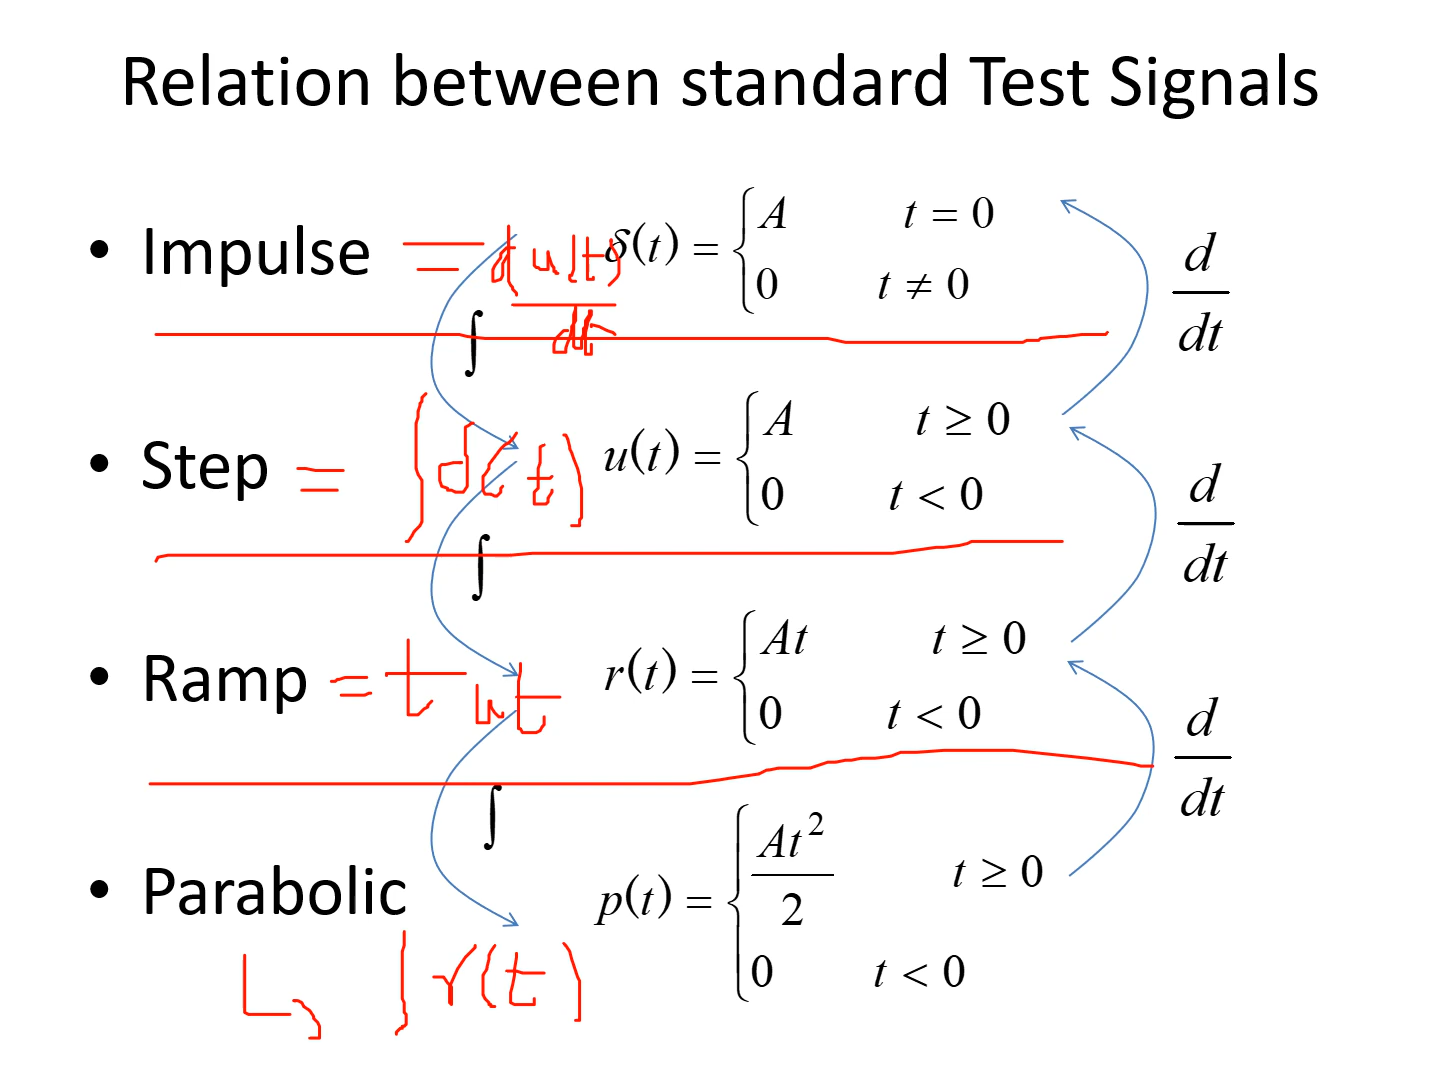 Relation between standard Test Signals
• Impulse = d u(t) / dt δ(t) = { A t = 0
0 t ≠ 0
d/dt
∫
• Step = ∫ d(t) u(t) = { A t ≥ 0
0 t < 0
d/dt
∫
• Ramp = t ut r(t) = { At t ≥ 0
0 t < 0
d/dt
∫
• Parabolic p(t) = { At²/2 t ≥ 0
0 t < 0
↳ ∫ r(t)